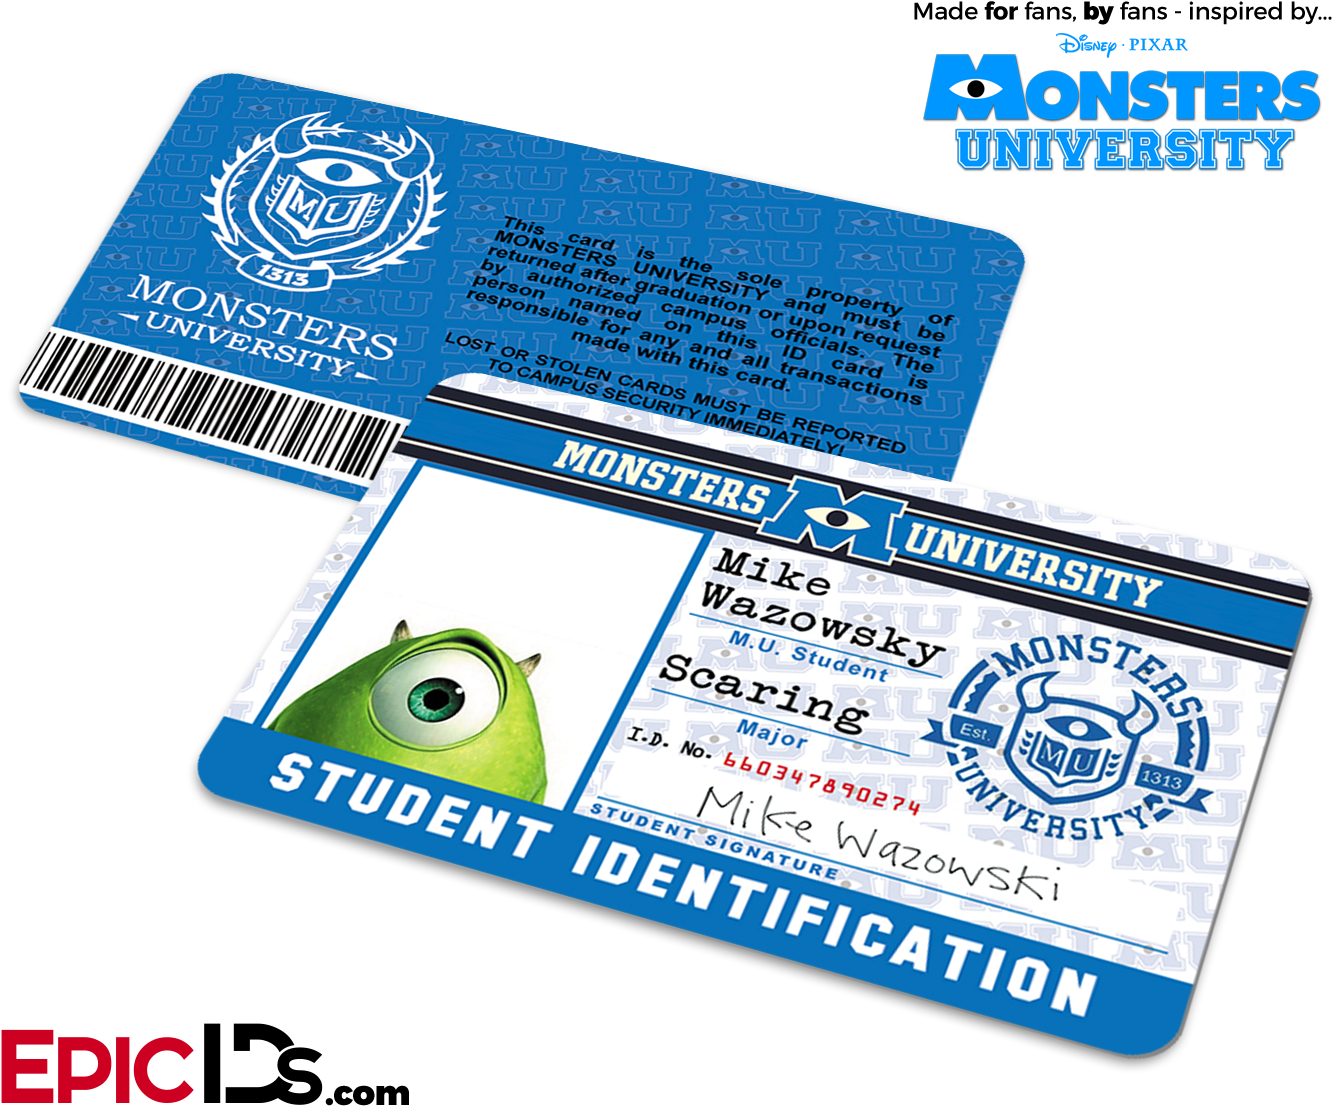 Made for fans, by fans - inspired by...
Disney · PIXAR
MONSTERS
UNIVERSITY
MU
1313
MONSTERS
UNIVERSITY
This card is the sole property of
MONSTERS UNIVERSITY and must be
returned after graduation or upon request
by authorized campus officials. The
person named on this ID card is
responsible for any and all transactions
made with this card.
LOST OR STOLEN CARDS MUST BE REPORTED
TO CAMPUS SECURITY IMMEDIATELY!
MONSTERS M UNIVERSITY
Mike
Wazowsky
M.U. Student
Scaring
Major
I.D. No. 660347890274
Mike Wazowski
STUDENT SIGNATURE
MONSTERS
Est. MU 1313
UNIVERSITY
STUDENT IDENTIFICATION
EPICIDS.com